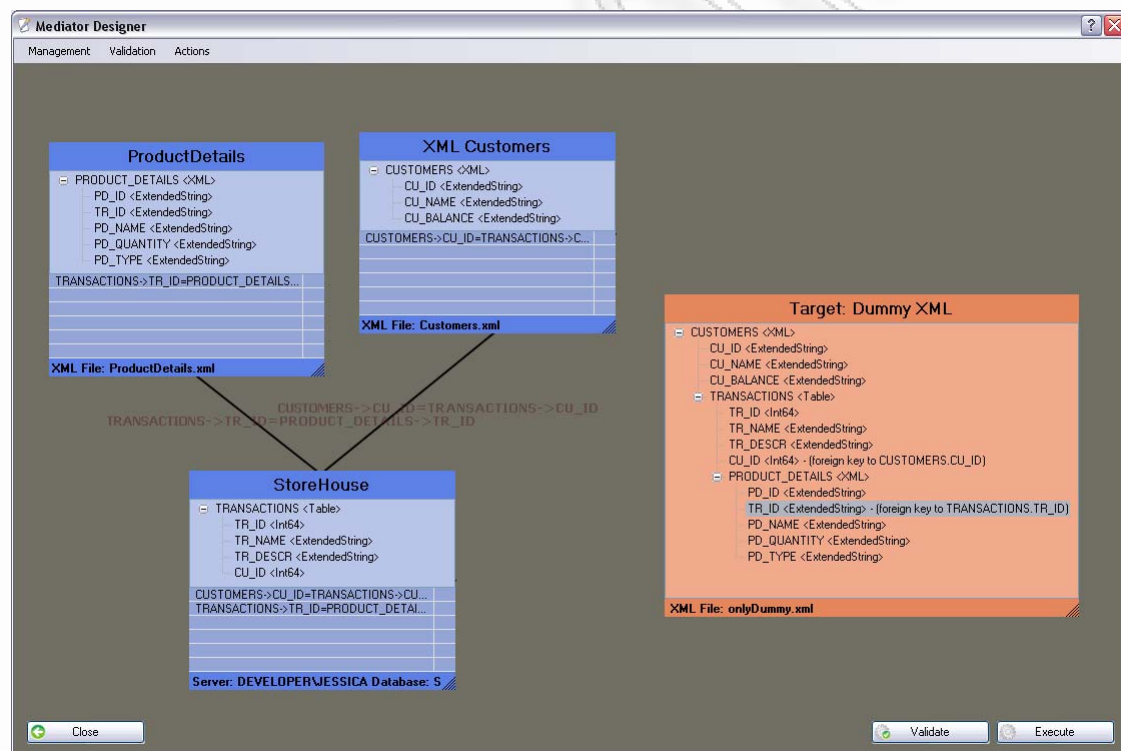 Mediator Designer
Management Validation Actions
ProductDetails
PRODUCT_DETAILS <XML>
PD_ID <ExtendedString>
TR_ID <ExtendedString>
PD_NAME <ExtendedString>
PD_QUANTITY <ExtendedString>
PD_TYPE <ExtendedString>
TRANSACTIONS->TR_ID=PRODUCT_DETAILS...
XML File: ProductDetails.xml
XML Customers
CUSTOMERS <XML>
CU_ID <ExtendedString>
CU_NAME <ExtendedString>
CU_BALANCE <ExtendedString>
CUSTOMERS->CU_ID=TRANSACTIONS->C...
XML File: Customers.xml
CUSTOMERS->CU_ID=TRANSACTIONS->CU_ID
TRANSACTIONS->TR_ID=PRODUCT_DETAILS->TR_ID
StoreHouse
TRANSACTIONS <Table>
TR_ID <Int64>
TR_NAME <ExtendedString>
TR_DESCR <ExtendedString>
CU_ID <Int64>
CUSTOMERS->CU_ID=TRANSACTIONS->CU...
TRANSACTIONS->TR_ID=PRODUCT_DETAI...
Server: DEVELOPER\JESSICA Database: S
Target: Dummy XML
CUSTOMERS <XML>
CU_ID <ExtendedString>
CU_NAME <ExtendedString>
CU_BALANCE <ExtendedString>
TRANSACTIONS <Table>
TR_ID <Int64>
TR_NAME <ExtendedString>
TR_DESCR <ExtendedString>
CU_ID <Int64> - (foreign key to CUSTOMERS.CU_ID)
PRODUCT_DETAILS <XML>
PD_ID <ExtendedString>
TR_ID <ExtendedString> - (foreign key to TRANSACTIONS.TR_ID)
PD_NAME <ExtendedString>
PD_QUANTITY <ExtendedString>
PD_TYPE <ExtendedString>
XML File: onlyDummy.xml
Close
Validate
Execute